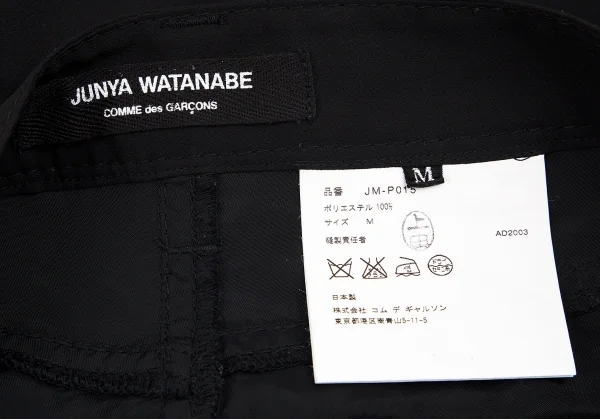 JUNYA WATANABE
COMME des GARÇONS
M
品番 JM-P015
ポリエステル 100%
サイズ M
縫製責任者
AD2003
日本製
株式会社 コム デ ギャルソン
東京都港区南青山5-11-5